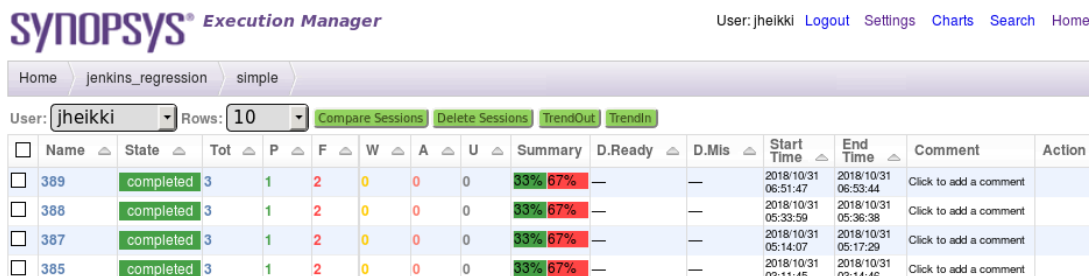 SYNOPSYS® Execution Manager User: jheikki Logout Settings Charts Search Home
Home jenkins_regression simple
User: jheikki Rows: 10 Compare Sessions Delete Sessions TrendOut TrendIn
Name State Tot P F W A U Summary D.Ready D.Mis Start Time End Time Comment Action
389 completed 3 1 2 0 0 0 33% 67% — — 2018/10/31 06:51:47 2018/10/31 06:53:44 Click to add a comment
388 completed 3 1 2 0 0 0 33% 67% — — 2018/10/31 05:33:59 2018/10/31 05:36:38 Click to add a comment
387 completed 3 1 2 0 0 0 33% 67% — — 2018/10/31 05:14:07 2018/10/31 05:17:29 Click to add a comment
385 completed 3 1 2 0 0 0 33% 67% — — 2018/10/31 2018/10/31 Click to add a comment